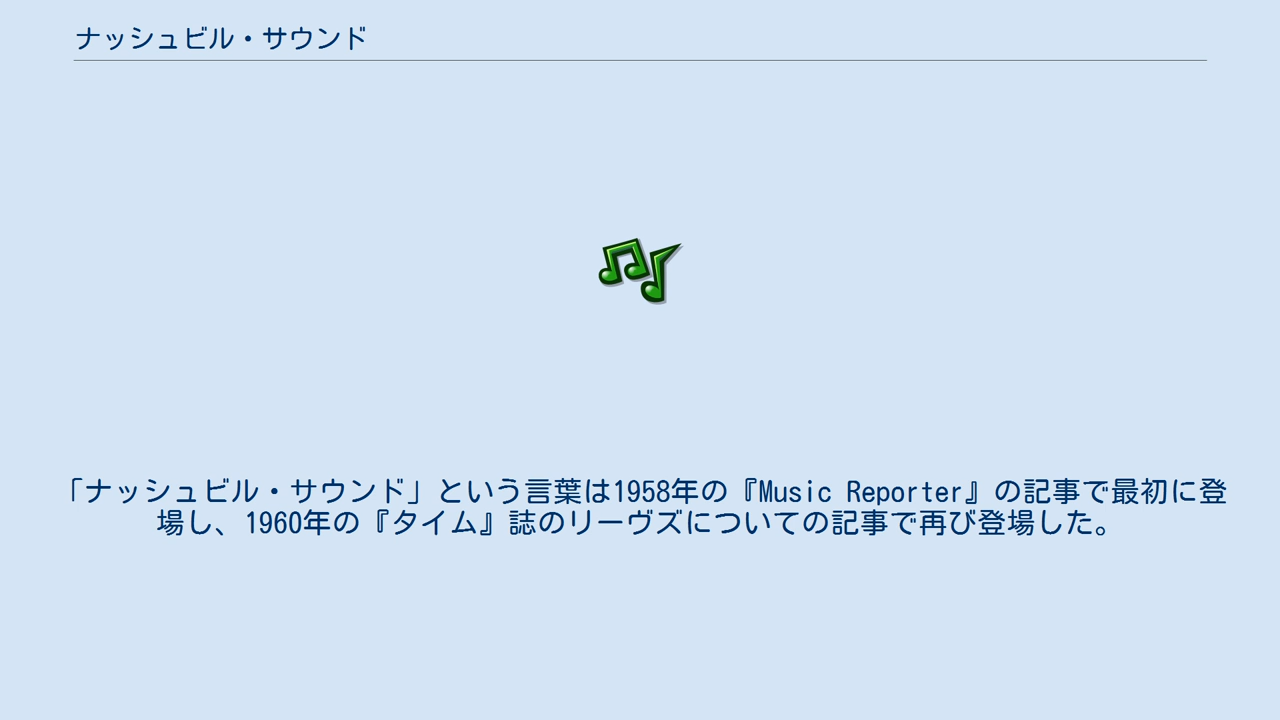 ナッシュビル・サウンド
「ナッシュビル・サウンド」という言葉は1958年の『Music Reporter』の記事で最初に登
場し、1960年の『タイム』誌のリーヴズについての記事で再び登場した。